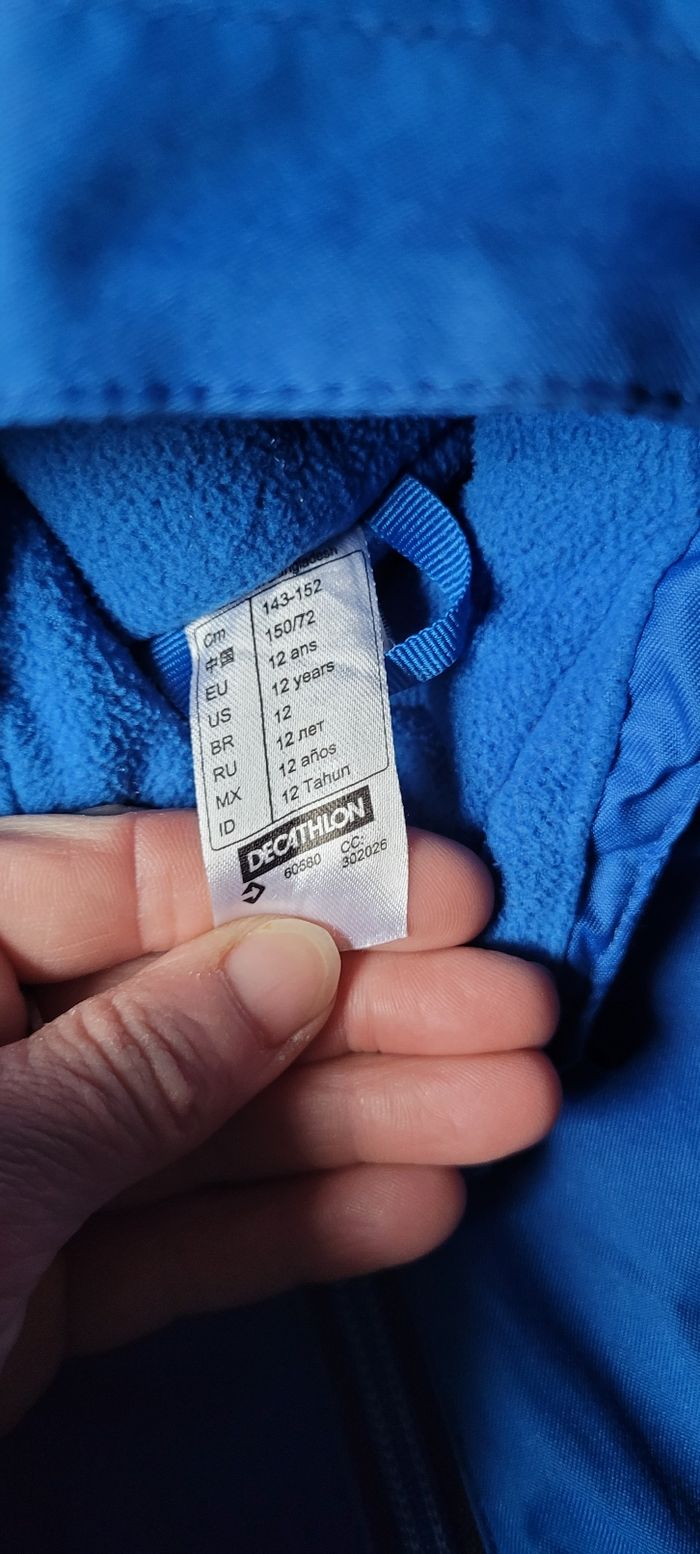 Cm 143-152
中国 150/72
EU 12 ans
US 12 years
BR 12
RU 12 лет
MX 12 años
ID 12 Tahun
DECATHLON
60680 CC:
302026